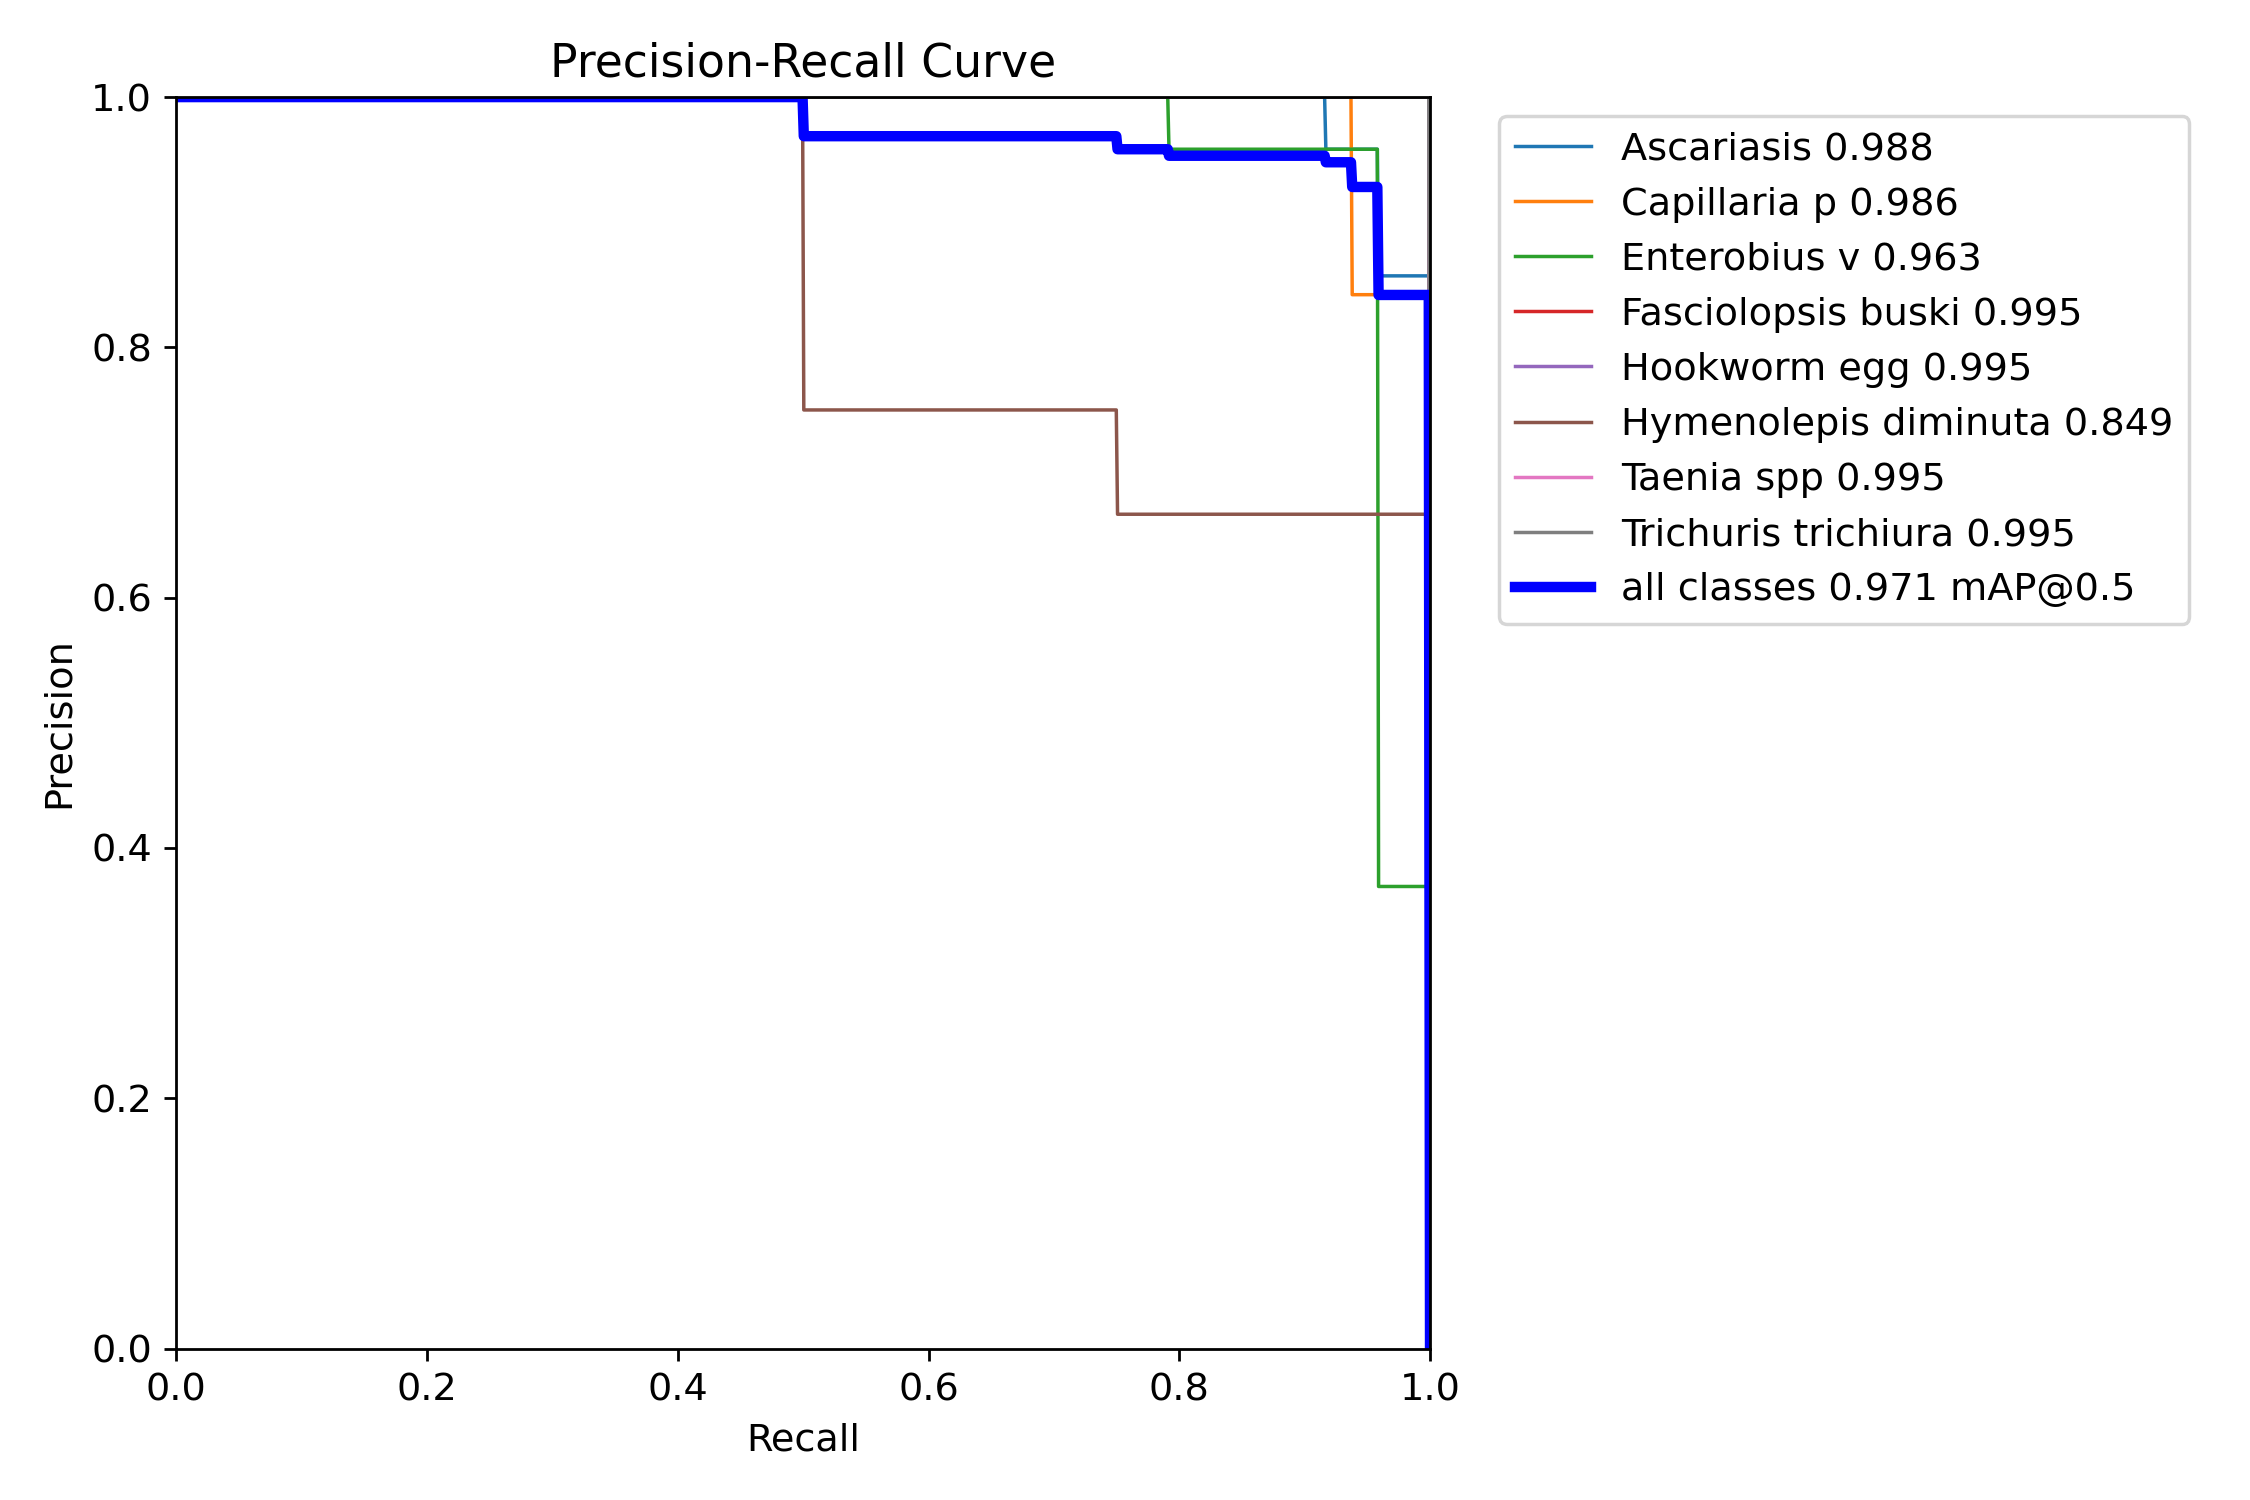 Precision-Recall Curve
1.0
0.8
0.6
0.4
0.2
0.0
Precision
0.0 0.2 0.4 0.6 0.8 1.0
Recall
Ascariasis 0.988
Capillaria p 0.986
Enterobius v 0.963
Fasciolopsis buski 0.995
Hookworm egg 0.995
Hymenolepis diminuta 0.849
Taenia spp 0.995
Trichuris trichiura 0.995
all classes 0.971 mAP@0.5